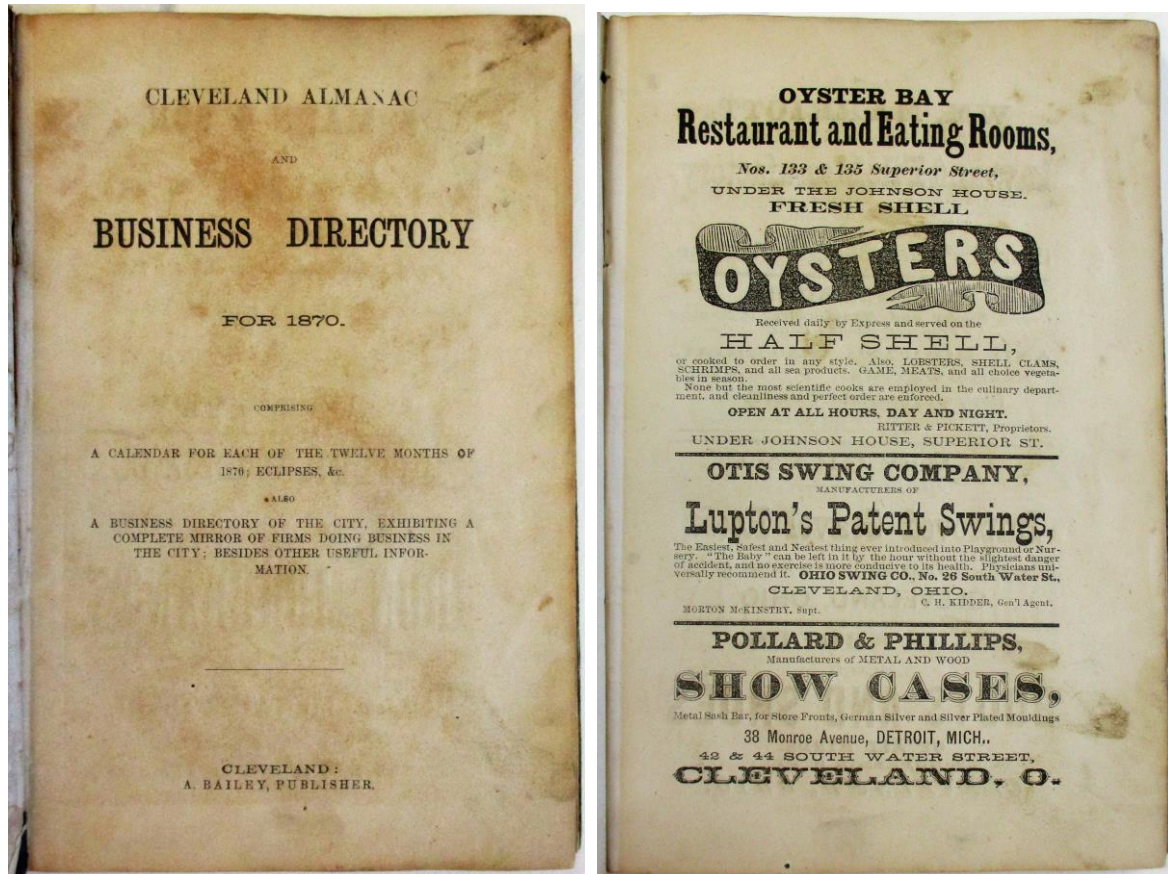 CLEVELAND ALMANAC
AND
BUSINESS DIRECTORY
FOR 1870.
COMPRISING
A CALENDAR FOR EACH OF THE TWELVE MONTHS OF
1870; ECLIPSES, &c.
ALSO
A BUSINESS DIRECTORY OF THE CITY, EXHIBITING A
COMPLETE MIRROR OF FIRMS DOING BUSINESS IN
THE CITY; BESIDES OTHER USEFUL INFOR-
MATION.
CLEVELAND:
A. BAILEY, PUBLISHER.
OYSTER BAY
Restaurant and Eating Rooms,
Nos. 133 & 135 Superior Street,
UNDER THE JOHNSON HOUSE.
FRESH SHELL
OYSTERS
Received daily by Express and served on the
HALF SHELL,
or cooked to order in any style. Also, LOBSTERS, SHELL CLAMS,
SCHRIMPS, and all sea products. GAME, MEATS, and all choice vegeta-
bles in season.
None but the most scientific cooks are employed in the culinary depart-
ment, and cleanliness and perfect order are enforced.
OPEN AT ALL HOURS, DAY AND NIGHT.
RITTER & PICKETT, Proprietors.
UNDER JOHNSON HOUSE, SUPERIOR ST.
OTIS SWING COMPANY,
MANUFACTURERS OF
Lupton's Patent Swings,
The Easiest, Safest and Neatest thing ever introduced into Playground or Nur-
sery. "The Baby" can be left in it by the hour without the slightest danger
of accident, and no exercise is more conducive to its health. Physicians uni-
versally recommend it. OHIO SWING CO., No. 26 South Water St.,
CLEVELAND, OHIO.
C. H. KIDDER, Gen'l Agent.
MORTON McKINSTRY, Supt.
POLLARD & PHILLIPS,
Manufacturers of METAL AND WOOD
SHOW CASES,
Metal Sash Bar, for Store Fronts, German Silver and Silver Plated Mouldings
38 Monroe Avenue, DETROIT, MICH..
42 & 44 SOUTH WATER STREET,
CLEVELAND, O.